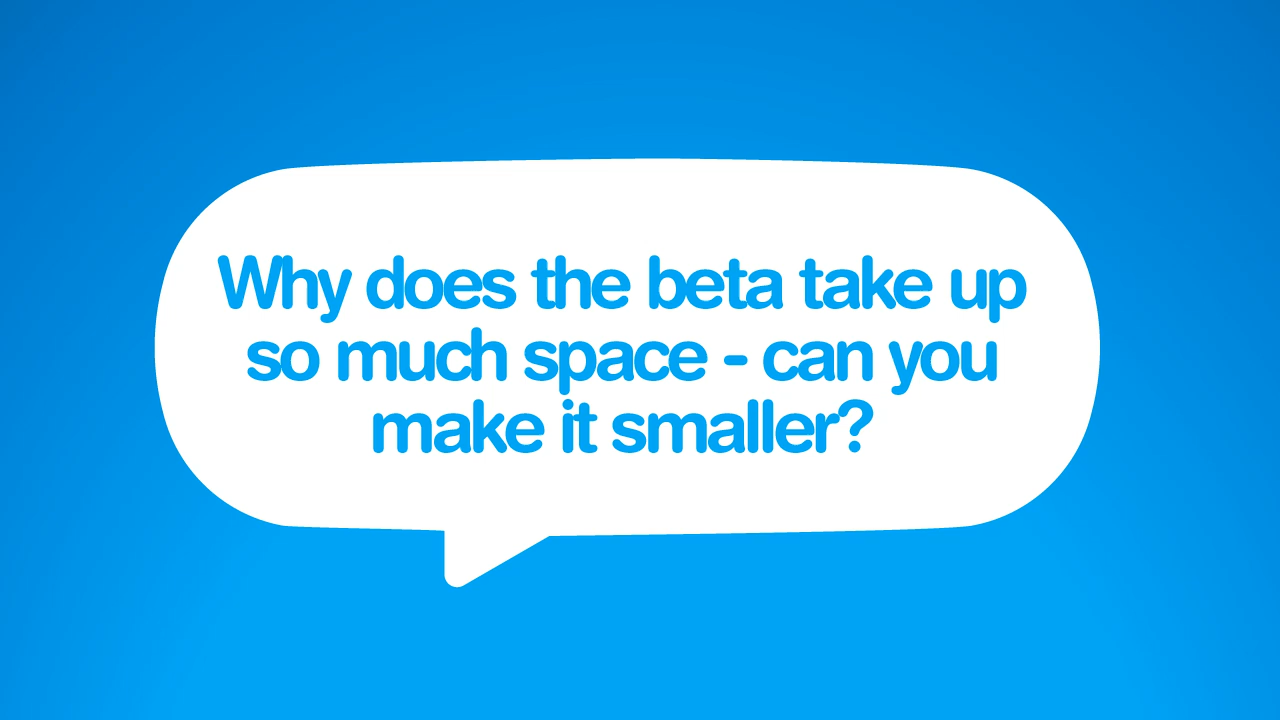 Why does the beta take up
so much space - can you
make it smaller?